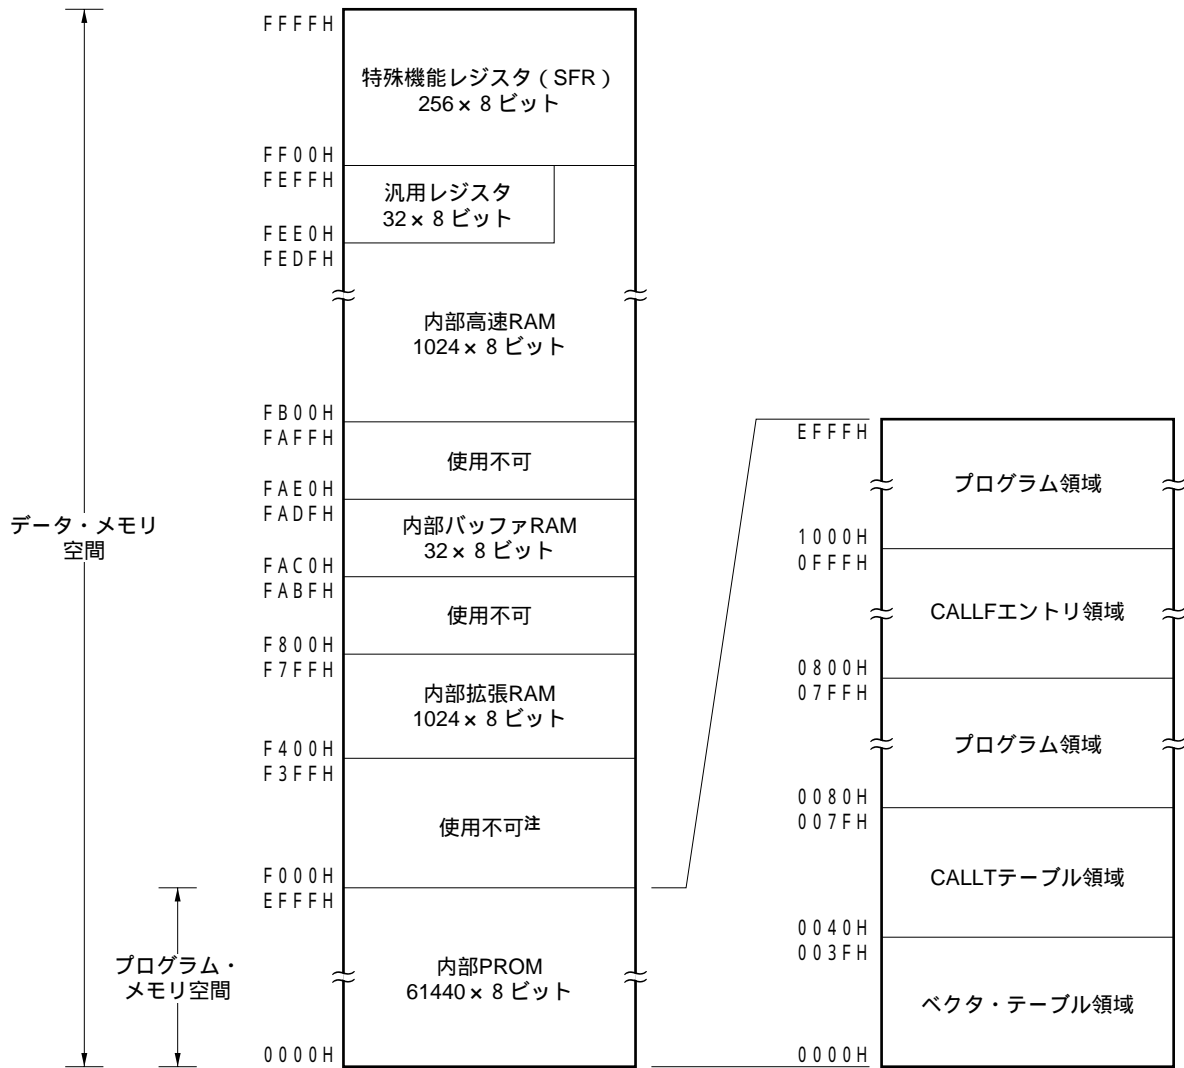 FFFFH
特殊機能レジスタ（SFR）
256×8ビット
FF00H
FEFFH
汎用レジスタ
32×8ビット
FEE0H
FEDFH
内部高速RAM
1024×8ビット
FB00H
FAFFH
使用不可
FAE0H
FADFH
内部バッファRAM
32×8ビット
FAC0H
FABFH
使用不可
F800H
F7FFH
内部拡張RAM
1024×8ビット
F400H
F3FFH
使用不可注
F000H
EFFFH
内部PROM
61440×8ビット
0000H
データ・メモリ
空間
プログラム・
メモリ空間
EFFFH
プログラム領域
1000H
0FFFH
CALLFエントリ領域
0800H
07FFH
プログラム領域
0080H
007FH
CALLTテーブル領域
0040H
003FH
ベクタ・テーブル領域
0000H